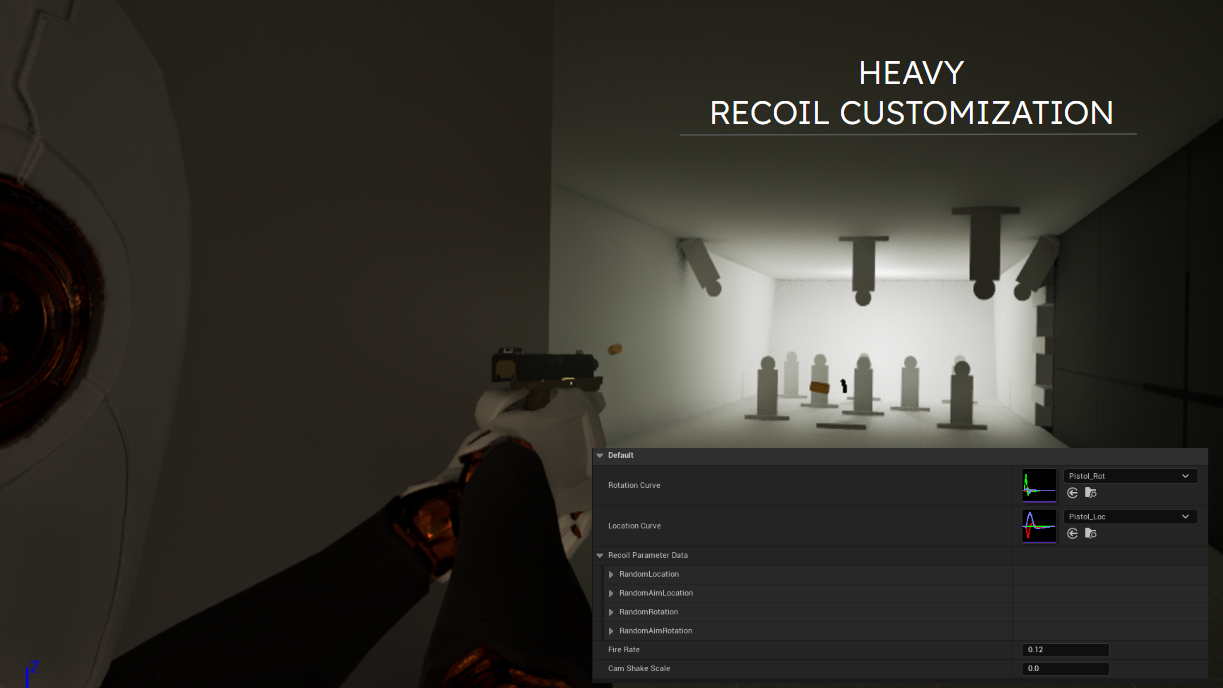 HEAVY
RECOIL CUSTOMIZATION
Default
Rotation Curve
Pistol_Rot
Location Curve
Pistol_Loc
Recoil Parameter Data
RandomLocation
RandomAimLocation
RandomRotation
RandomAimRotation
Fire Rate
0.12
Cam Shake Scale
0.0
Z